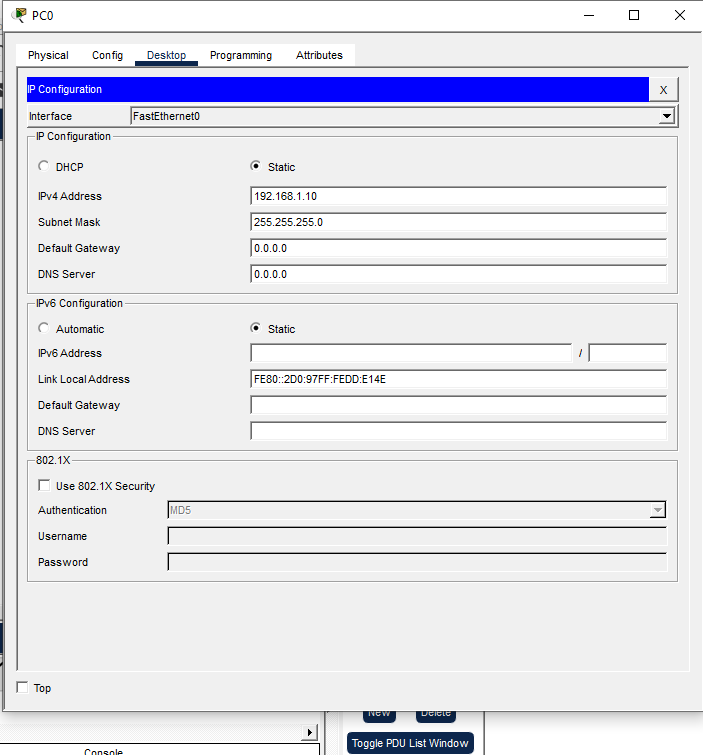 PC0
Physical Config Desktop Programming Attributes
IP Configuration X
Interface FastEthernet0
IP Configuration
DHCP Static
IPv4 Address 192.168.1.10
Subnet Mask 255.255.255.0
Default Gateway 0.0.0.0
DNS Server 0.0.0.0
IPv6 Configuration
Automatic Static
IPv6 Address /
Link Local Address FE80::2D0:97FF:FEDD:E14E
Default Gateway
DNS Server
802.1X
Use 802.1X Security
Authentication MD5
Username
Password
Top
New Delete
Toggle PDU List Window
Console